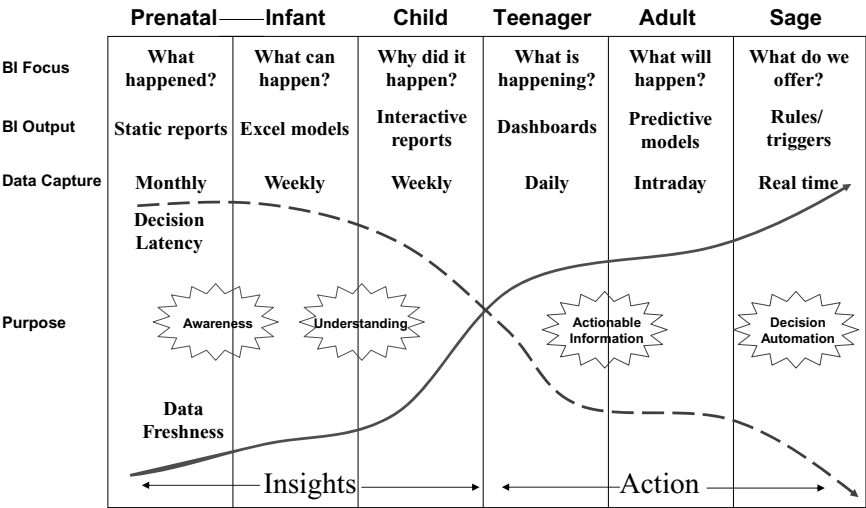 Prenatal Infant Child Teenager Adult Sage
BI Focus
What happened?
What can happen?
Why did it happen?
What is happening?
What will happen?
What do we offer?
BI Output
Static reports
Excel models
Interactive reports
Dashboards
Predictive models
Rules/ triggers
Data Capture
Monthly
Weekly
Weekly
Daily
Intraday
Real time
Decision
Latency
Purpose
Awareness
Understanding
Actionable
Information
Decision
Automation
Data
Freshness
Insights
Action